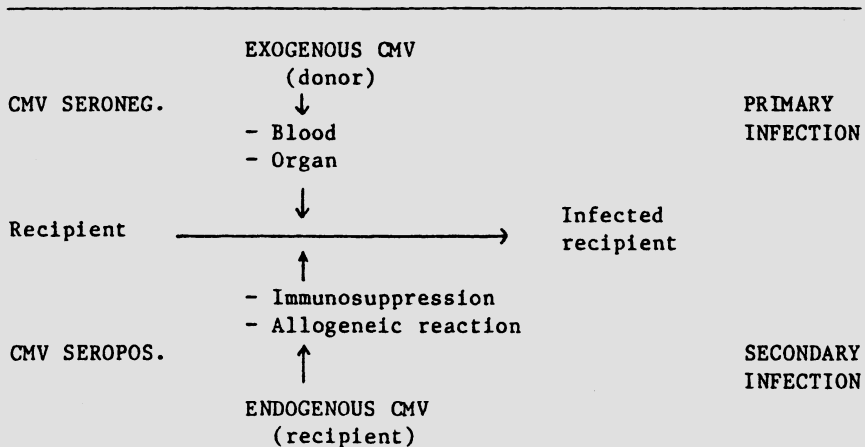 EXOGENOUS CMV
(donor)
CMV SERONEG.
PRIMARY
INFECTION
- Blood
- Organ
Recipient
Infected
recipient
- Immunosuppression
- Allogeneic reaction
CMV SEROPOS.
SECONDARY
INFECTION
ENDOGENOUS CMV
(recipient)